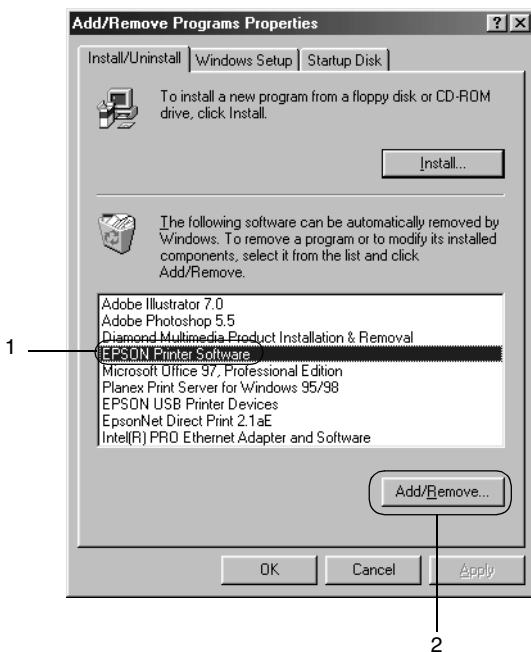 Add/Remove Programs Properties
? X
Install/Uninstall Windows Setup Startup Disk
To install a new program from a floppy disk or CD-ROM
drive, click Install.
Install...
The following software can be automatically removed by
Windows. To remove a program or to modify its installed
components, select it from the list and click
Add/Remove.
Adobe Illustrator 7.0
Adobe Photoshop 5.5
Diamond Multimedia Product Installation & Removal
1 EPSON Printer Software
Microsoft Office 97, Professional Edition
Planex Print Server for Windows 95/98
EPSON USB Printer Devices
EpsonNet Direct Print 2.1aE
Intel(R) PRO Ethernet Adapter and Software
Add/Remove...
OK Cancel Apply
2